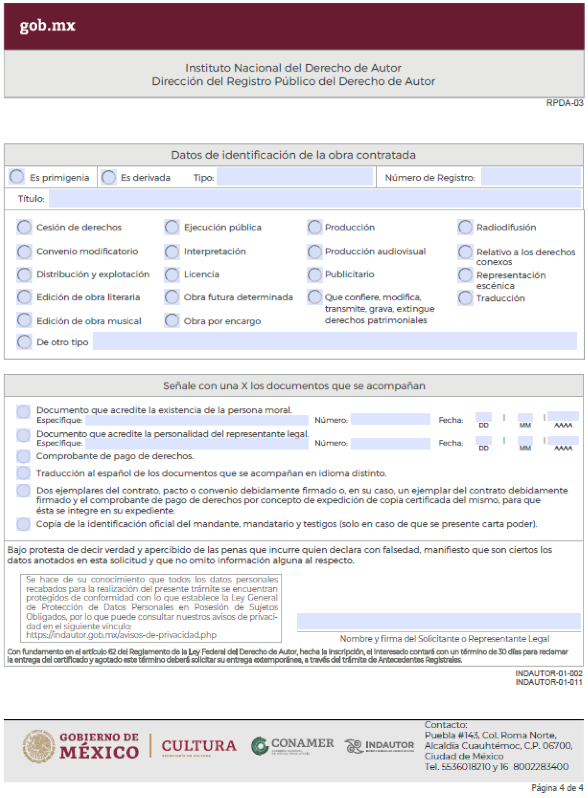 gob.mx
Instituto Nacional del Derecho de Autor
Dirección del Registro Público del Derecho de Autor
RPDA-03
Datos de identificación de la obra contratada
Es primigenia Es derivada Tipo: Número de Registro:
Título:
Cesión de derechos Ejecución pública Producción Radiodifusión
Convenio modificatorio Interpretación Producción audiovisual Relativo a los derechos conexos
Distribución y explotación Licencia Publicitario Representación escénica
Edición de obra literaria Obra futura determinada Que confiere, modifica, transmite, grava, extingue derechos patrimoniales Traducción
Edición de obra musical Obra por encargo
De otro tipo
Señale con una X los documentos que se acompañan
Documento que acredite la existencia de la persona moral.
Especifique: Número: Fecha: DD / MM / AAAA
Documento que acredite la personalidad del representante legal.
Especifique: Número: Fecha: DD / MM / AAAA
Comprobante de pago de derechos.
Traducción al español de los documentos que se acompañan en idioma distinto.
Dos ejemplares del contrato, pacto o convenio debidamente firmado o, en su caso, un ejemplar del contrato debidamente
firmado y el comprobante de pago de derechos por concepto de expedición de copia certificada del mismo, para que
ésta se integre en su expediente.
Copia de la identificación oficial del mandante, mandatario y testigos (solo en caso de que se presente carta poder).
Bajo protesta de decir verdad y apercibido de las penas que incurre quien declara con falsedad, manifiesto que son ciertos los
datos anotados en esta solicitud y que no omito información alguna al respecto.
Se hace de su conocimiento que todos los datos personales
recabados para la realización del presente trámite se encuentran
protegidos de conformidad con lo que establece la Ley General
de Protección de Datos Personales en Posesión de Sujetos
Obligados, por lo que puede consultar nuestros avisos de privaci-
dad en el siguiente vínculo:
https://indautor.gob.mx/avisos-de-privacidad.php
Nombre y firma del Solicitante o Representante Legal
Con fundamento en el artículo 62 del Reglamento de la Ley Federal del Derecho de Autor, hecha la inscripción, el interesado contará con un término de 30 días para reclamar
la entrega del certificado y agotado este término deberá solicitar su entrega extemporánea, a través del trámite de Antecedentes Registrales.
INDAUTOR-01-002
INDAUTOR-01-011
GOBIERNO DE
MÉXICO
CULTURA
SECRETARÍA DE CULTURA
CONAMER
INDAUTOR
Contacto:
Puebla #143, Col. Roma Norte,
Alcaldía Cuauhtémoc, C.P. 06700,
Ciudad de México
Tel. 5536018210 y 16 8002283400
Página 4 de 4